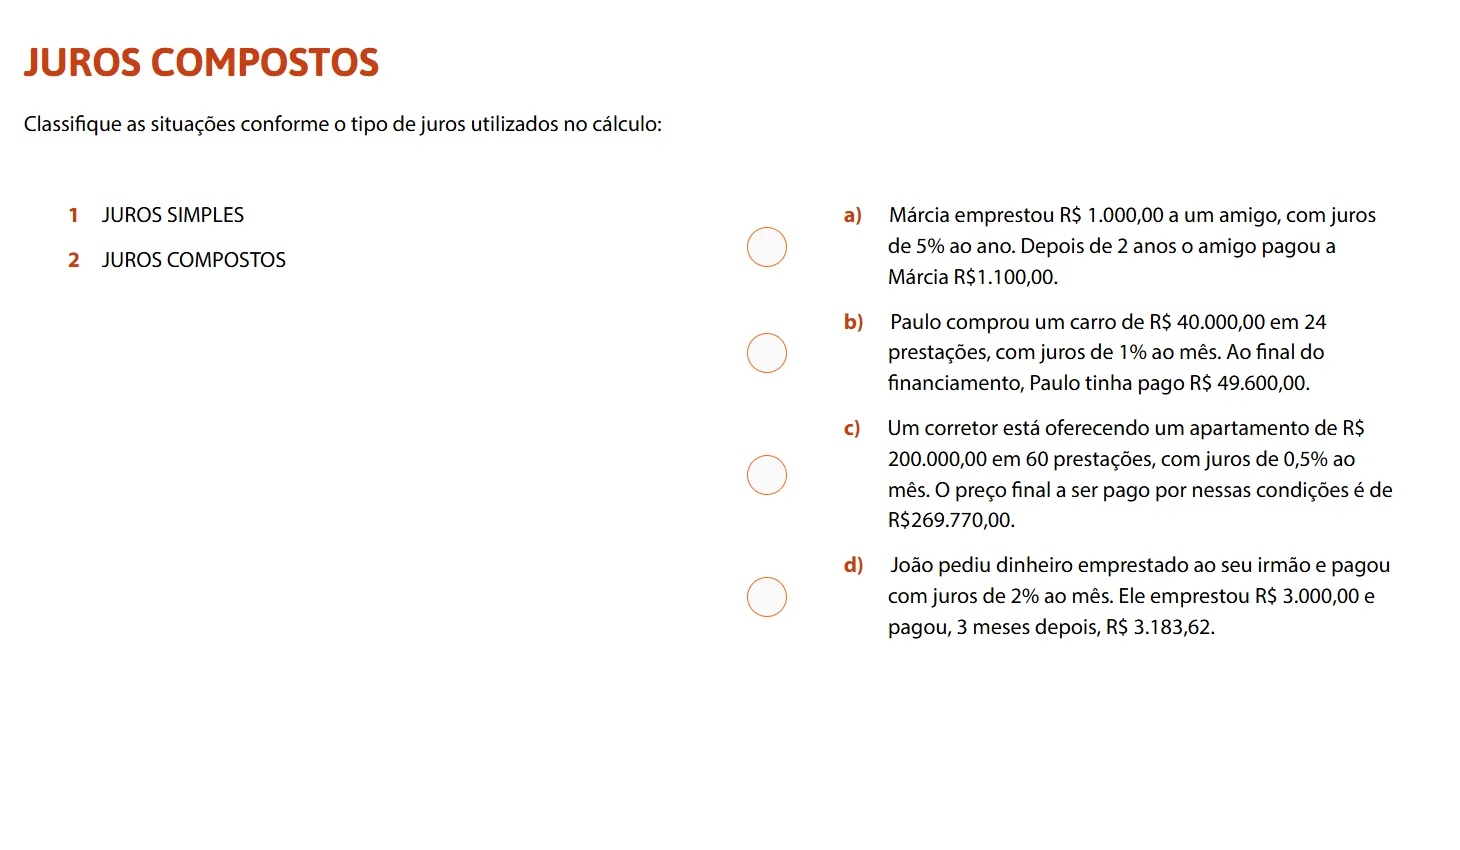 JUROS COMPOSTOS
Classifique as situações conforme o tipo de juros utilizados no cálculo:
1 JUROS SIMPLES
2 JUROS COMPOSTOS
a) Márcia emprestou R$ 1.000,00 a um amigo, com juros
de 5% ao ano. Depois de 2 anos o amigo pagou a
Márcia R$1.100,00.
b) Paulo comprou um carro de R$ 40.000,00 em 24
prestações, com juros de 1% ao mês. Ao final do
financiamento, Paulo tinha pago R$ 49.600,00.
c) Um corretor está oferecendo um apartamento de R$
200.000,00 em 60 prestações, com juros de 0,5% ao
mês. O preço final a ser pago por nessas condições é de
R$269.770,00.
d) João pediu dinheiro emprestado ao seu irmão e pagou
com juros de 2% ao mês. Ele emprestou R$ 3.000,00 e
pagou, 3 meses depois, R$ 3.183,62.